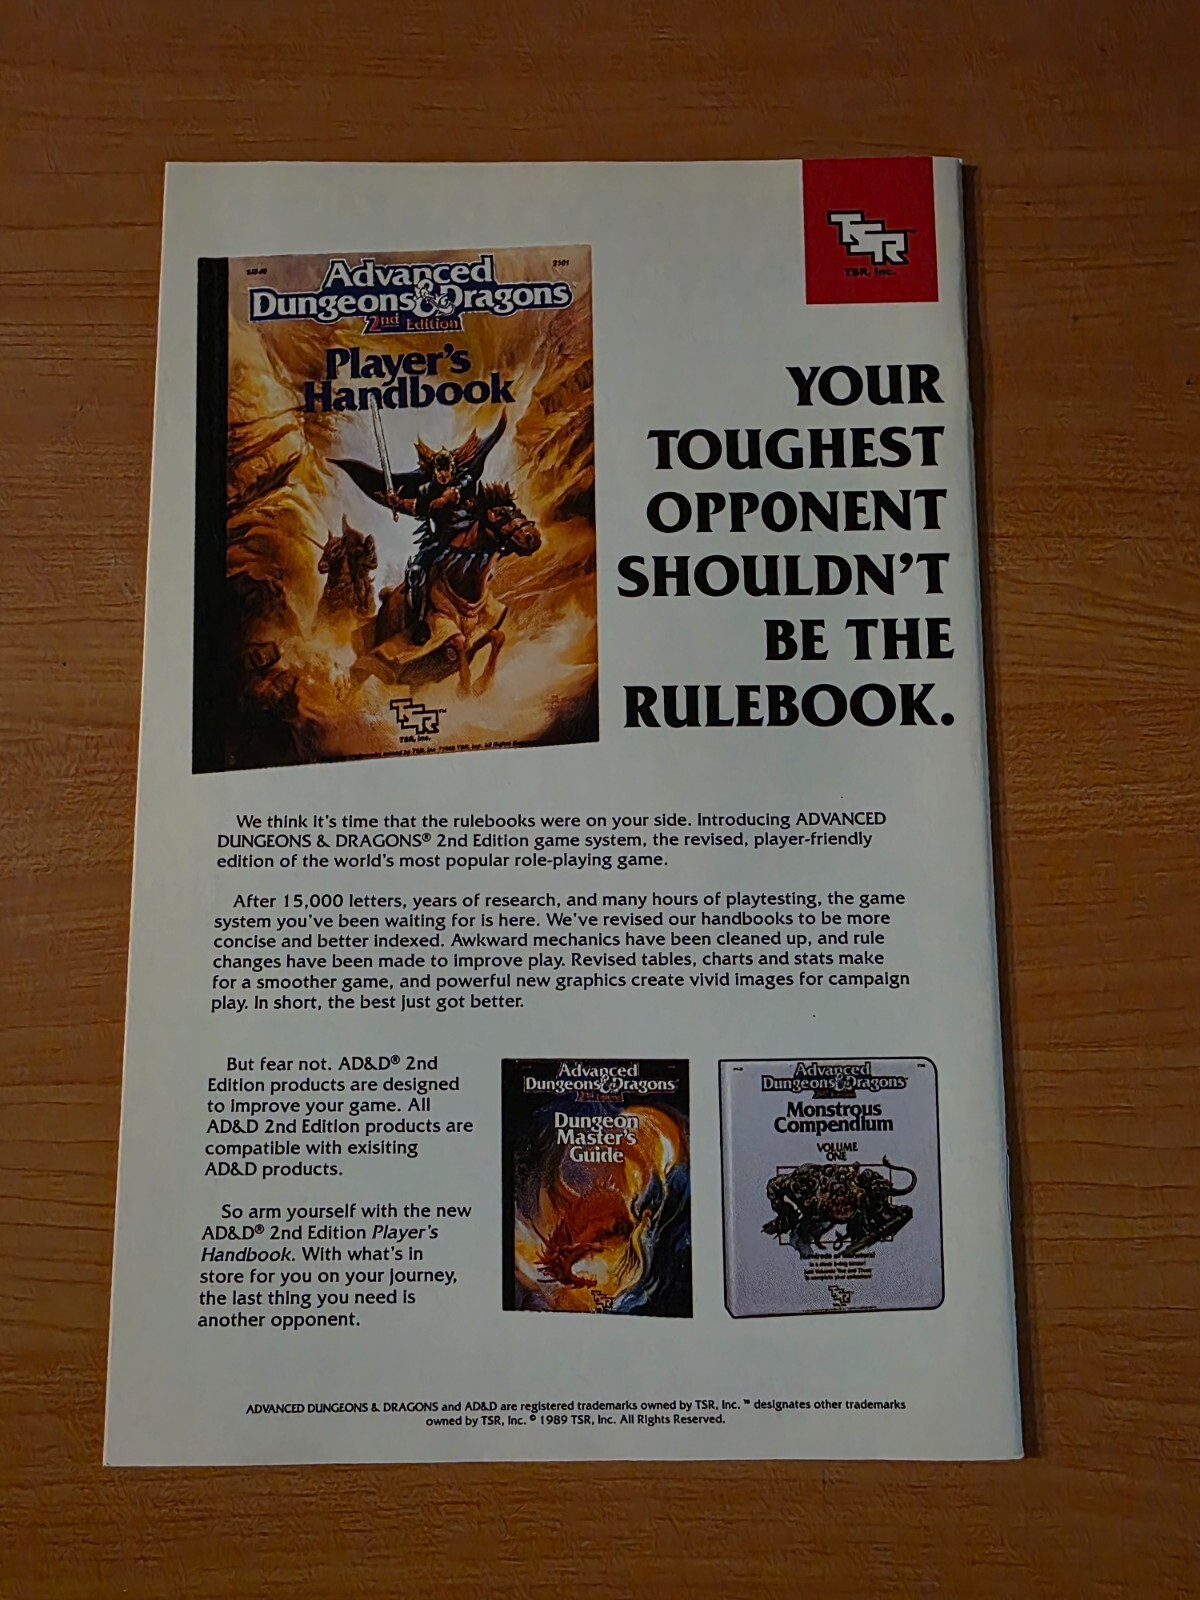 TSR
TSR, Inc.
Advanced
Dungeons & Dragons
2nd Edition
2101
Player's
Handbook
TSR™
TSR, Inc.
YOUR
TOUGHEST
OPPONENT
SHOULDN'T
BE THE
RULEBOOK.
We think it's time that the rulebooks were on your side. Introducing ADVANCED
DUNGEONS & DRAGONS® 2nd Edition game system, the revised, player-friendly
edition of the world's most popular role-playing game.
After 15,000 letters, years of research, and many hours of playtesting, the game
system you've been waiting for is here. We've revised our handbooks to be more
concise and better indexed. Awkward mechanics have been cleaned up, and rule
changes have been made to improve play. Revised tables, charts and stats make
for a smoother game, and powerful new graphics create vivid images for campaign
play. In short, the best just got better.
But fear not. AD&D® 2nd
Edition products are designed
to improve your game. All
AD&D 2nd Edition products are
compatible with exisiting
AD&D products.
So arm yourself with the new
AD&D® 2nd Edition Player's
Handbook. With what's in
store for you on your journey,
the last thing you need is
another opponent.
Advanced
Dungeons & Dragons
2nd Edition
Dungeon
Master's
Guide
TSR
Advanced
Dungeons & Dragons
Monstrous
Compendium
VOLUME
ONE
Hundreds of Monsters!
TSR
ADVANCED DUNGEONS & DRAGONS and AD&D are registered trademarks owned by TSR, Inc. ™ designates other trademarks
owned by TSR, Inc. © 1989 TSR, Inc. All Rights Reserved.